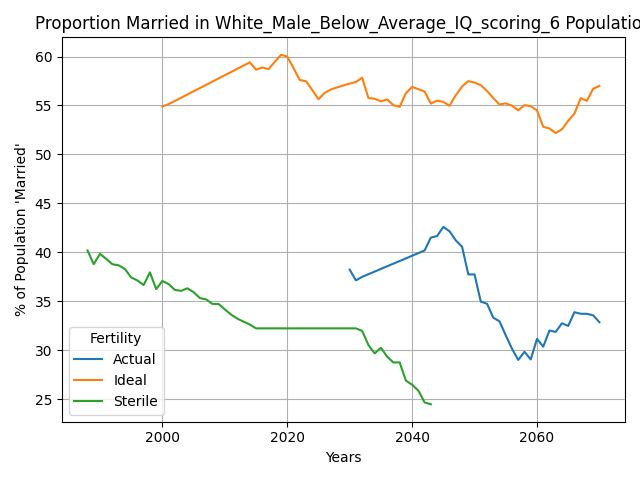 Proportion Married in White_Male_Below_Average_IQ_scoring_6 Populatio
% of Population 'Married'
60
55
50
45
40
35
30
25
Fertility
Actual
Ideal
Sterile
2000 2020 2040 2060
Years